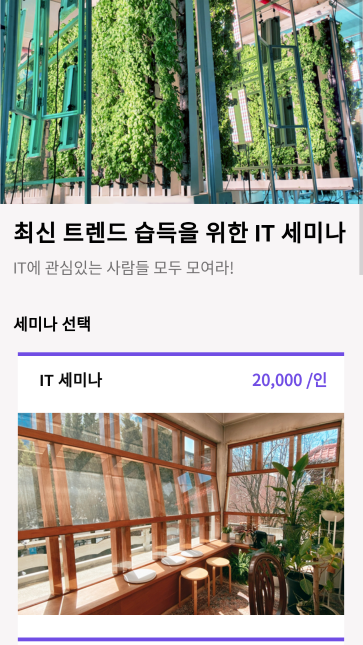 최신 트렌드 습득을 위한 IT 세미나
IT에 관심있는 사람들 모두 모여라!
세미나 선택
IT 세미나 20,000 /인